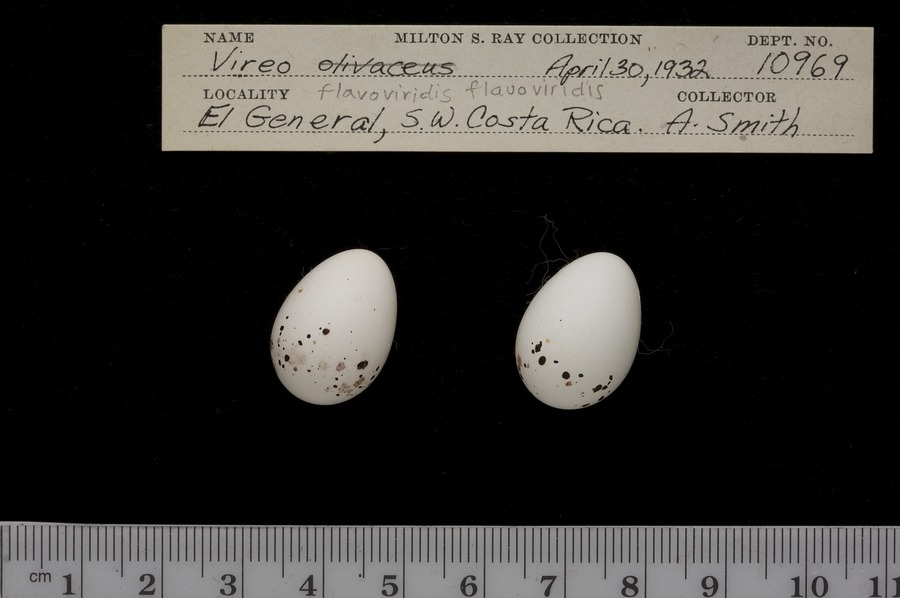 NAME MILTON S. RAY COLLECTION DEPT. NO.
Vireo olivaceus April 30, 1932 10969
LOCALITY flavoviridis flavoviridis COLLECTOR
El General, S.W. Costa Rica. A. Smith
cm 1 2 3 4 5 6 7 8 9 10 11